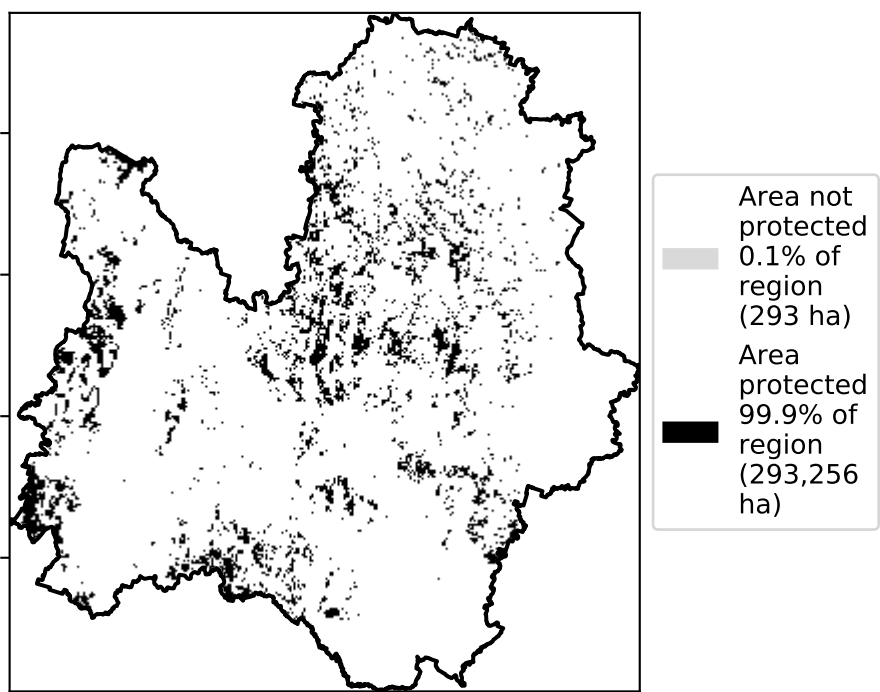 Area not
protected
0.1% of
region
(293 ha)
Area
protected
99.9% of
region
(293,256
ha)